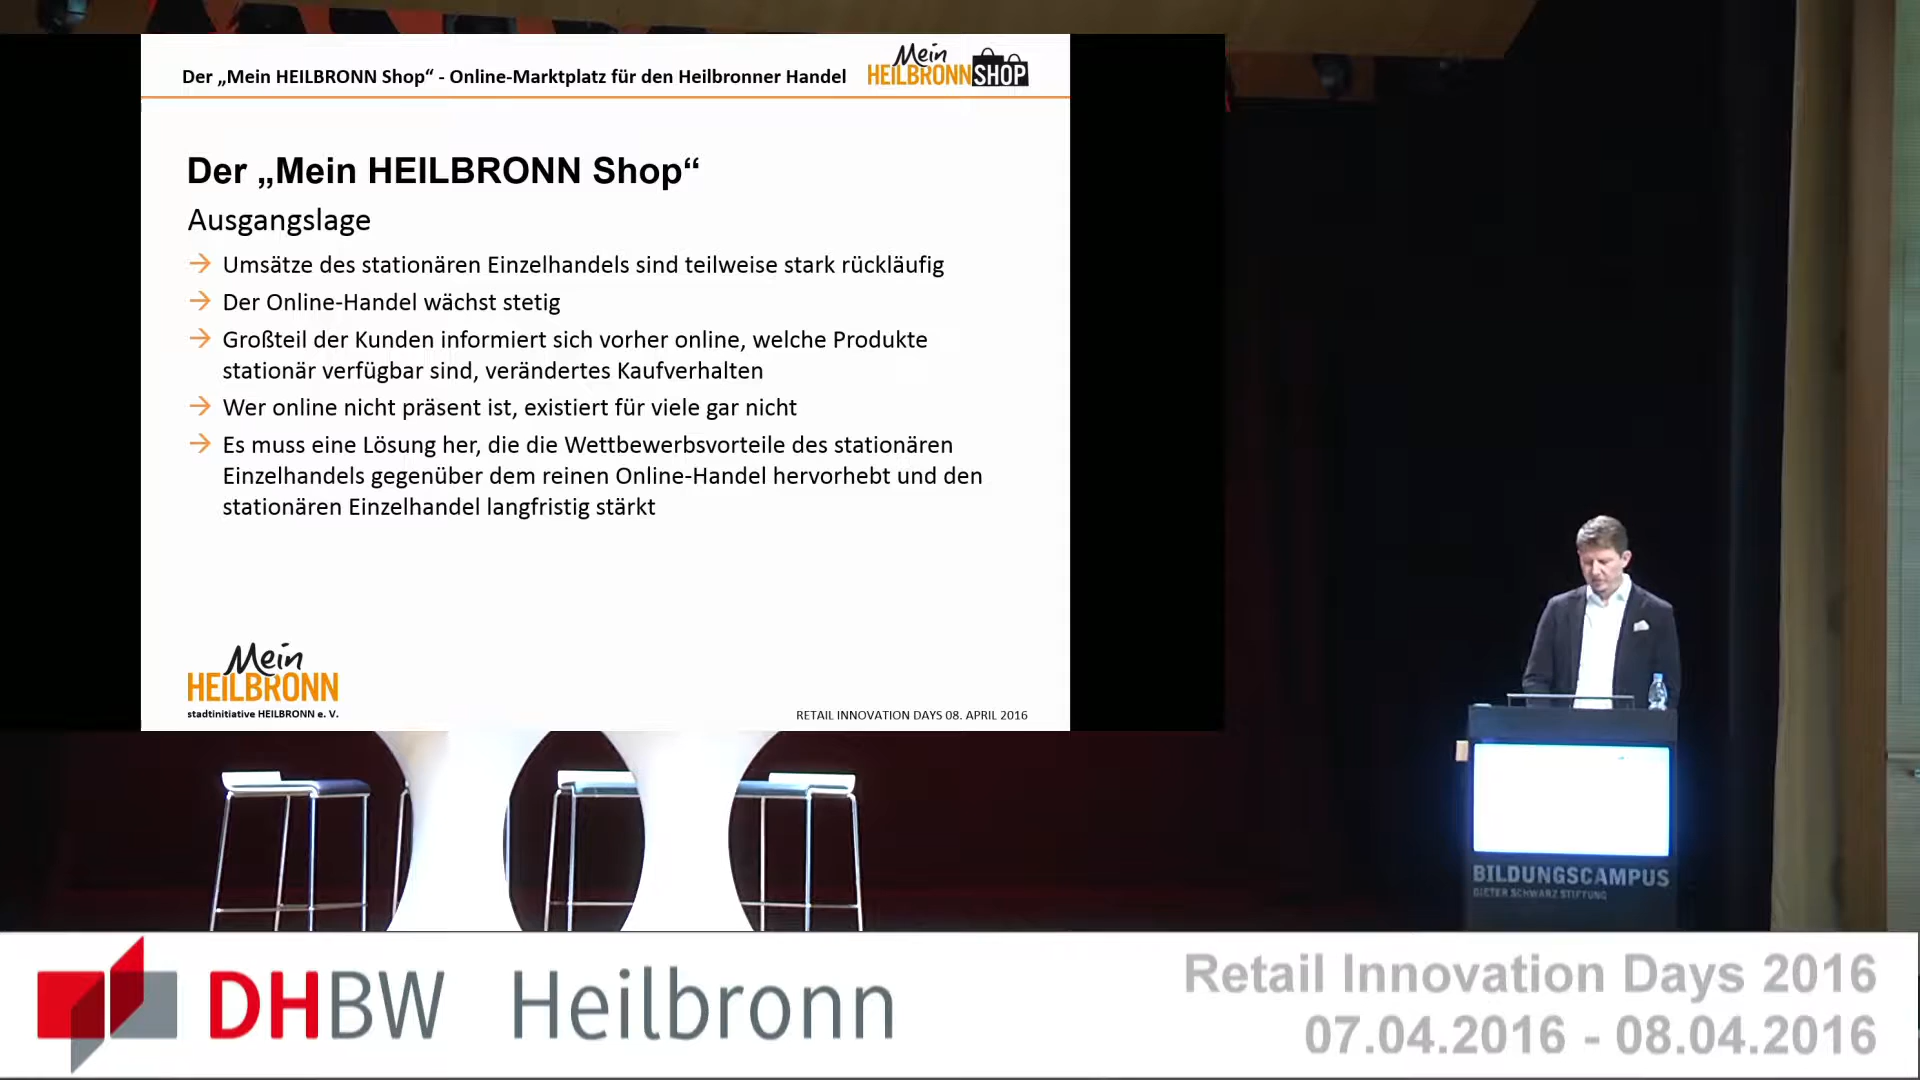 Der „Mein HEILBRONN Shop“ - Online-Marktplatz für den Heilbronner Handel
Mein
HEILBRONN SHOP
Der „Mein HEILBRONN Shop“
Ausgangslage
→ Umsätze des stationären Einzelhandels sind teilweise stark rückläufig
→ Der Online-Handel wächst stetig
→ Großteil der Kunden informiert sich vorher online, welche Produkte
stationär verfügbar sind, verändertes Kaufverhalten
→ Wer online nicht präsent ist, existiert für viele gar nicht
→ Es muss eine Lösung her, die die Wettbewerbsvorteile des stationären
Einzelhandels gegenüber dem reinen Online-Handel hervorhebt und den
stationären Einzelhandel langfristig stärkt
Mein
HEILBRONN
stadtinitiative HEILBRONN e. V.
RETAIL INNOVATION DAYS 08. APRIL 2016
BILDUNGSCAMPUS
DIETER SCHWARZ STIFTUNG
DHBW Heilbronn
Retail Innovation Days 2016
07.04.2016 - 08.04.2016